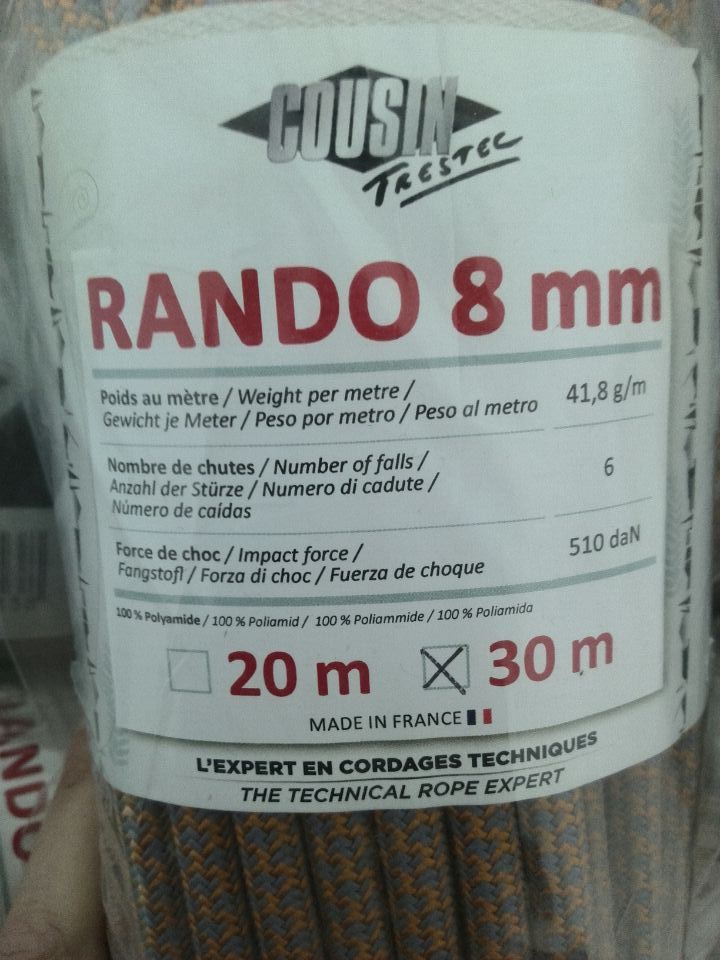 COUSIN
TRESTEC
RANDO 8 mm
Poids au mètre / Weight per metre /
Gewicht je Meter / Peso por metro / Peso al metro
41,8 g/m
Nombre de chutes / Number of falls /
Anzahl der Stürze / Numero di cadute /
Número de caídas
6
Force de choc / Impact force /
Fangstofl / Forza di choc / Fuerza de choque
510 daN
100 % Polyamide / 100 % Poliamid / 100 % Poliammide / 100 % Poliamida
20 m
30 m
MADE IN FRANCE
L'EXPERT EN CORDAGES TECHNIQUES
THE TECHNICAL ROPE EXPERT